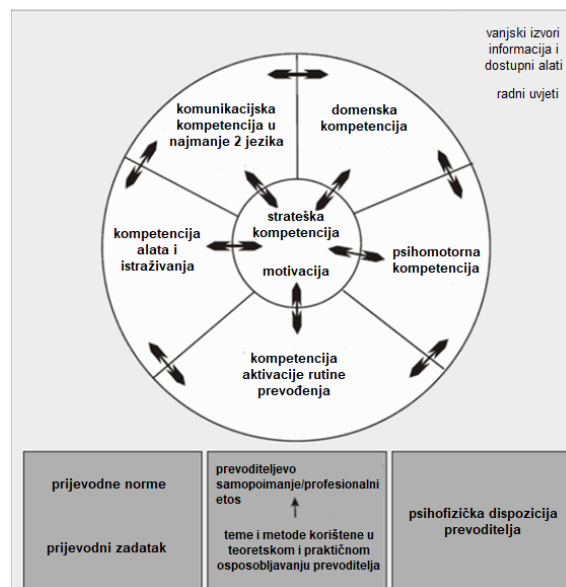 vanjski izvori
informacija i
dostupni alati
radni uvjeti
komunikacijska
kompetencija u
najmanje 2 jezika
domenska
kompetencija
strateška
kompetencija
motivacija
kompetencija
alata i
istraživanja
psihomotorna
kompetencija
kompetencija
aktivacije rutine
prevođenja
prijevodne norme
prijevodni zadatak
prevoditeljevo
samopoimanje/profesionalni
etos
teme i metode korištene u
teoretskom i praktičnom
osposobljavanju prevoditelja
psihofizička dispozicija
prevoditelja